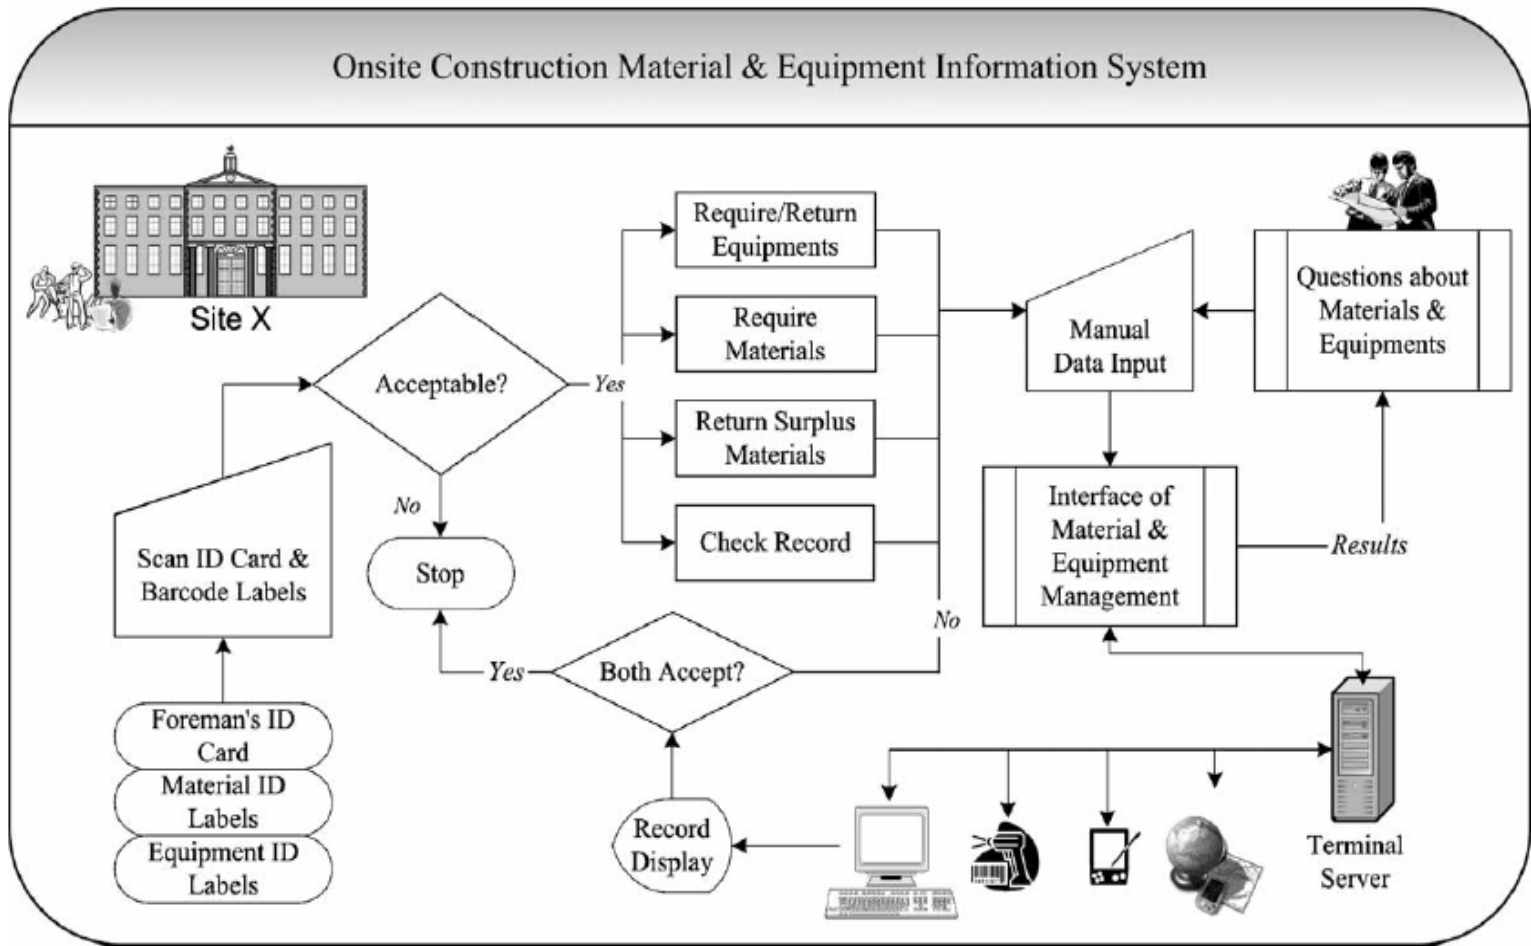 Onsite Construction Material & Equipment Information System
Site X
Require/Return
Equipments
Require
Materials
Return Surplus
Materials
Check Record
Acceptable?
Yes
No
Stop
Scan ID Card &
Barcode Labels
Foreman's ID
Card
Material ID
Labels
Equipment ID
Labels
Manual
Data Input
Questions about
Materials &
Equipments
Interface of
Material &
Equipment
Management
Results
No
Both Accept?
Yes
Record
Display
Terminal
Server